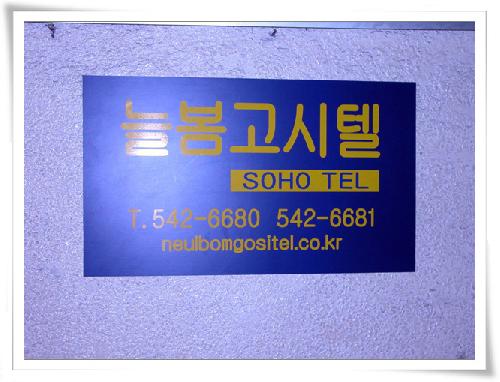 늘봄고시텔
SOHO TEL
T. 542-6680 542-6681
neulbomgositel.co.kr